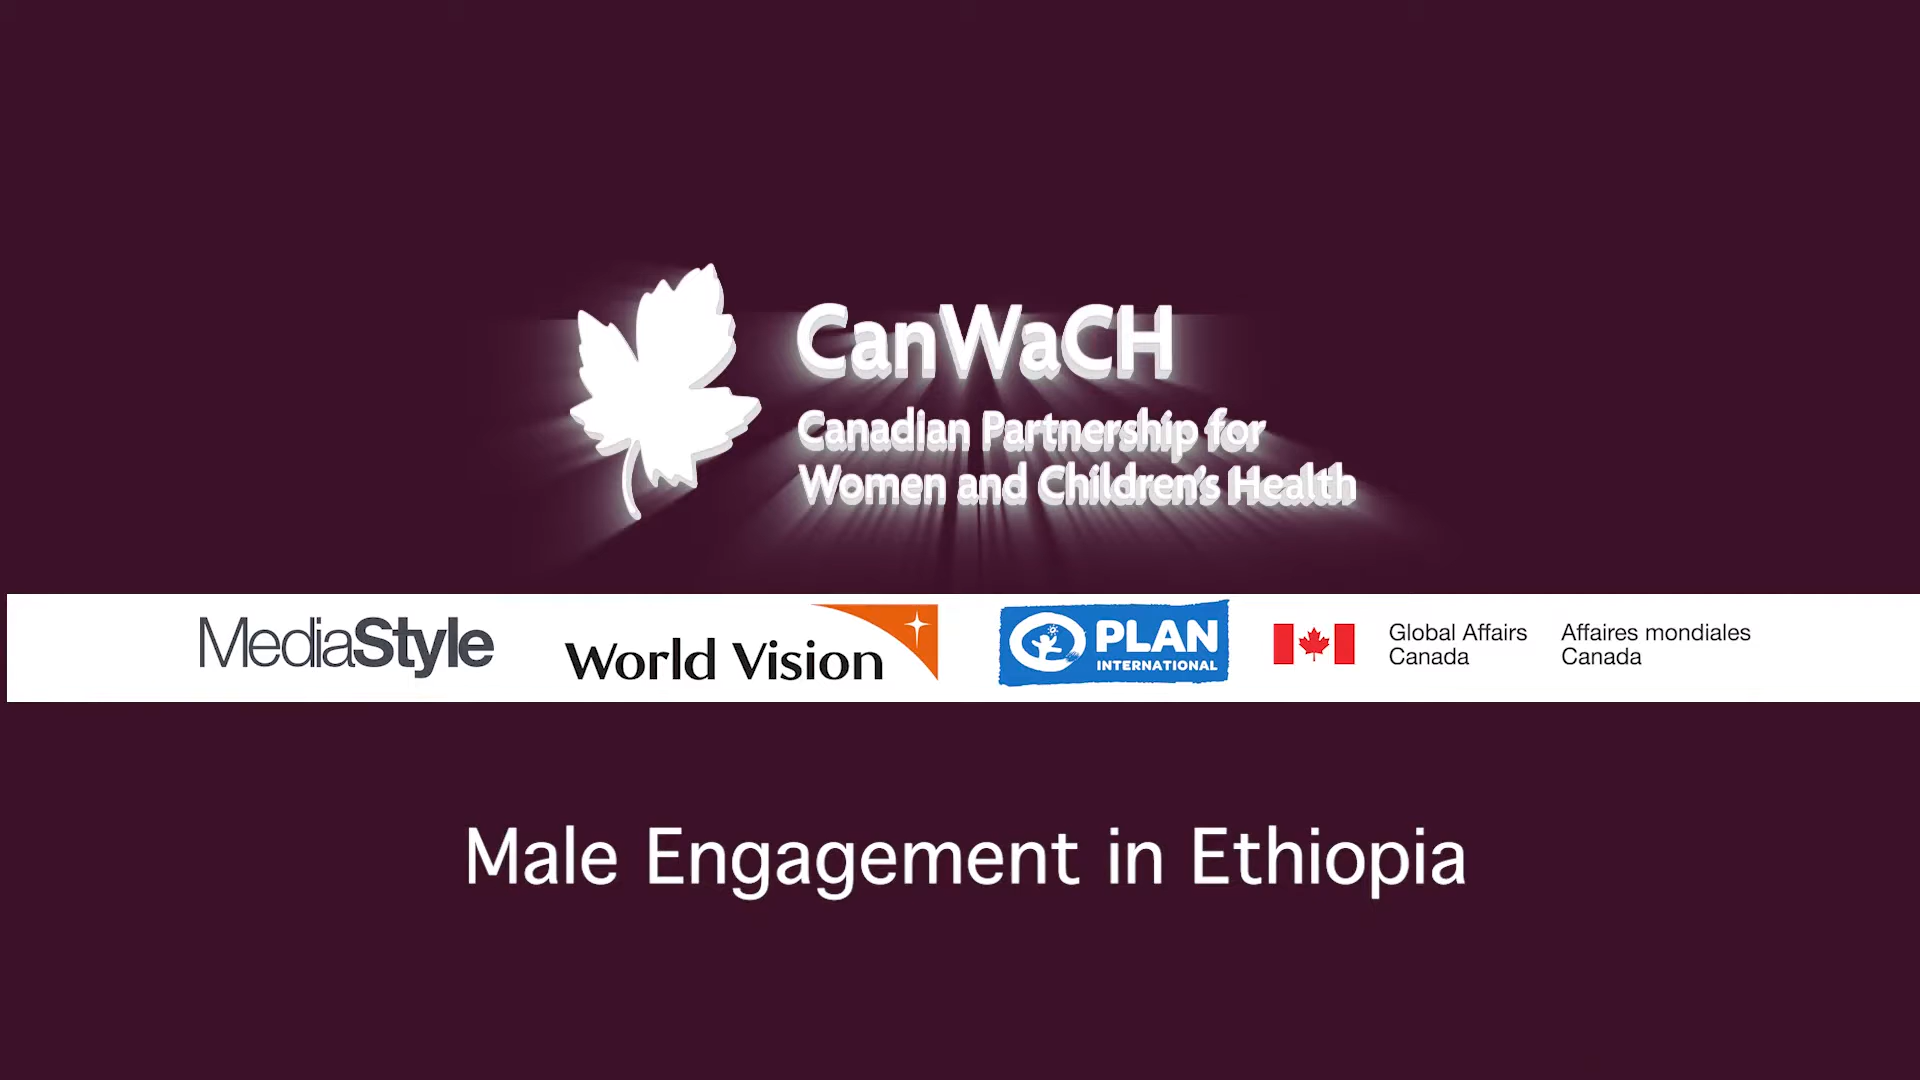 CanWaCH
Canadian Partnership for
Women and Children's Health
MediaStyle
World Vision
PLAN
INTERNATIONAL
Global Affairs
Canada
Affaires mondiales
Canada
Male Engagement in Ethiopia